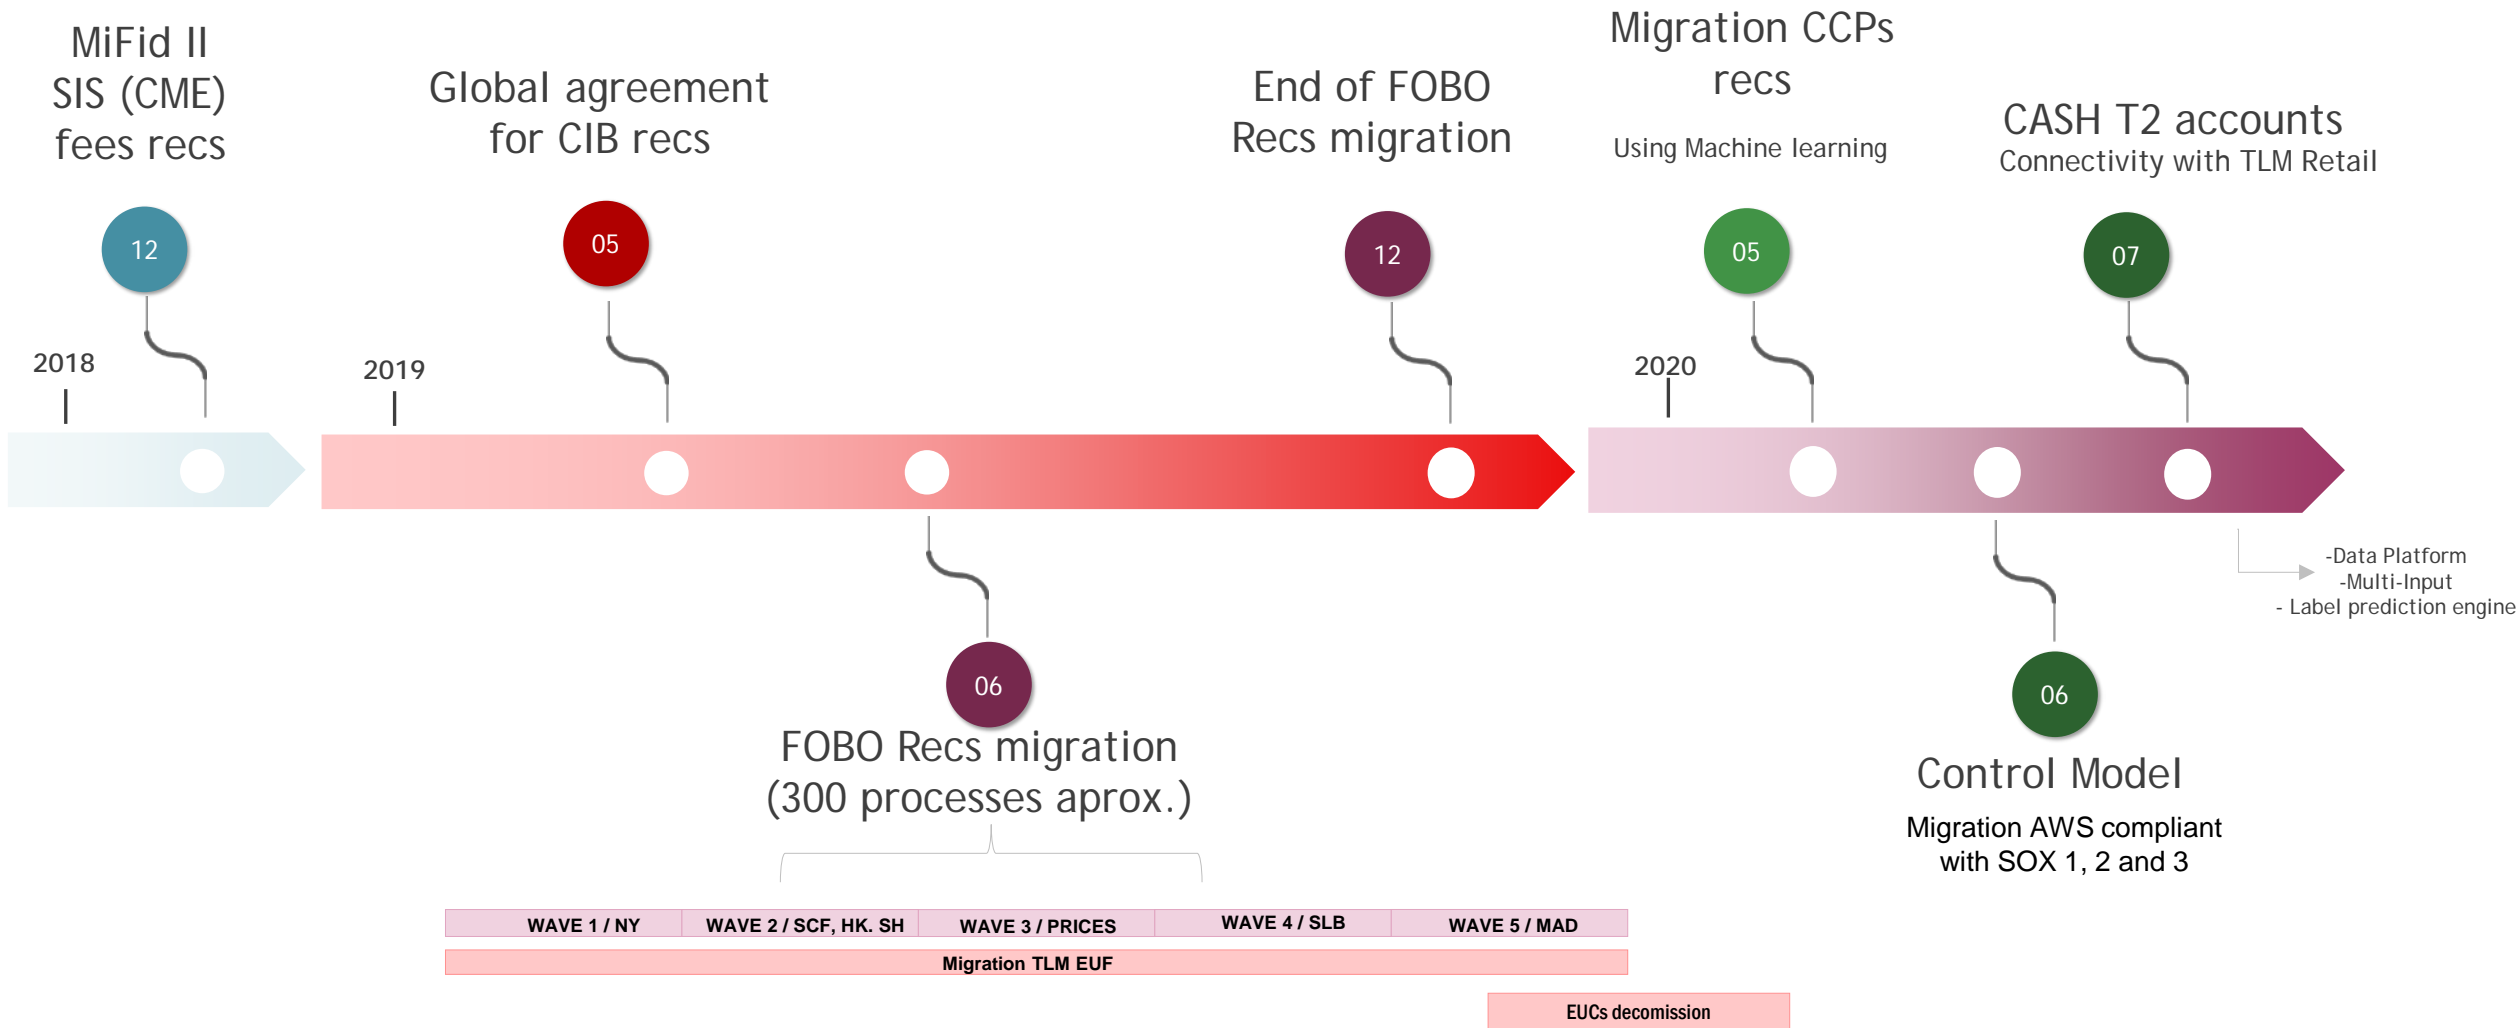 MiFid II
SIS (CME)
fees recs
Global agreement
for CIB recs
End of FOBO
Recs migration
Migration CCPs
recs
Using Machine learning
CASH T2 accounts
Connectivity with TLM Retail
12
05
12
05
07
2018
2019
2020
-Data Platform
-Multi-Input
- Label prediction engine
06
FOBO Recs migration
(300 processes aprox.)
06
Control Model
Migration AWS compliant
with SOX 1, 2 and 3
WAVE 1 / NY
WAVE 2 / SCF, HK. SH
WAVE 3 / PRICES
WAVE 4 / SLB
WAVE 5 / MAD
Migration TLM EUF
EUCs decomission